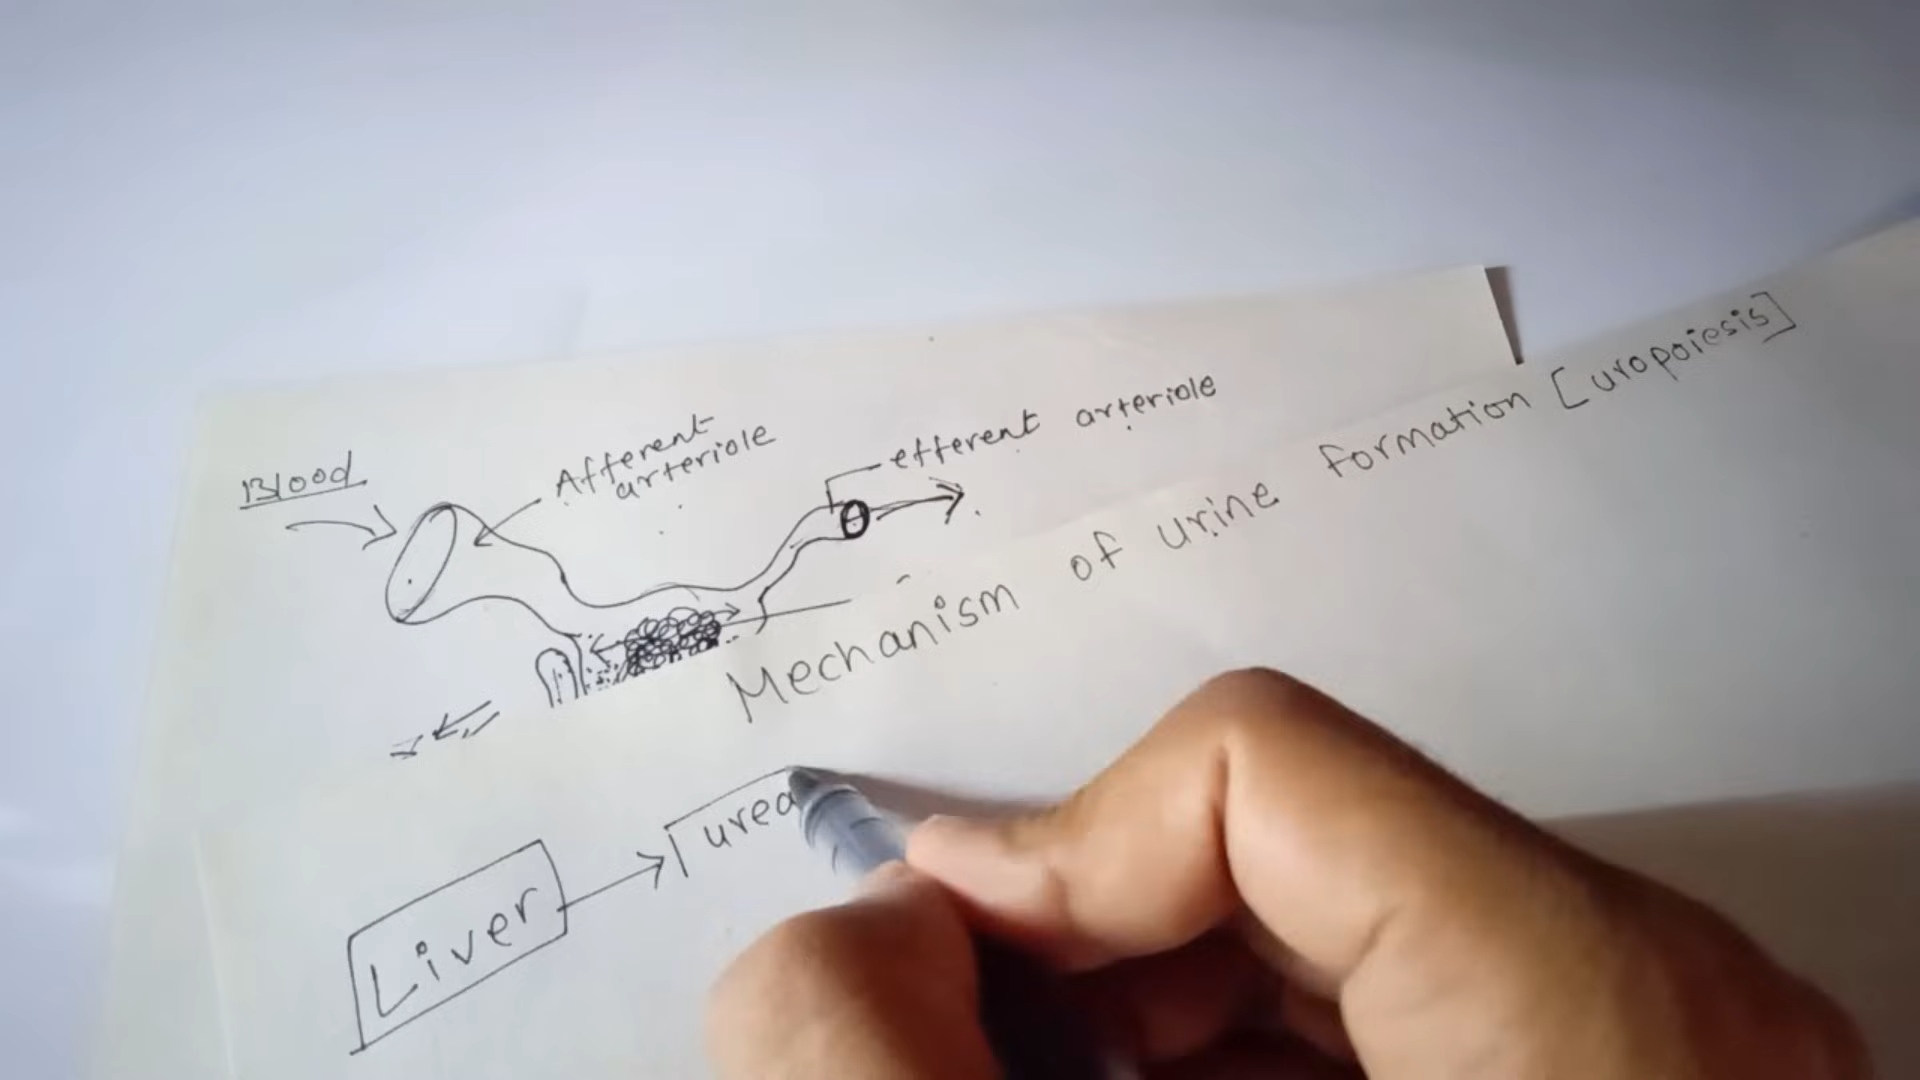 Blood
Afferent
arteriole
efferent arteriole
Mechanism of urine formation [uropoiesis]
Liver
urea